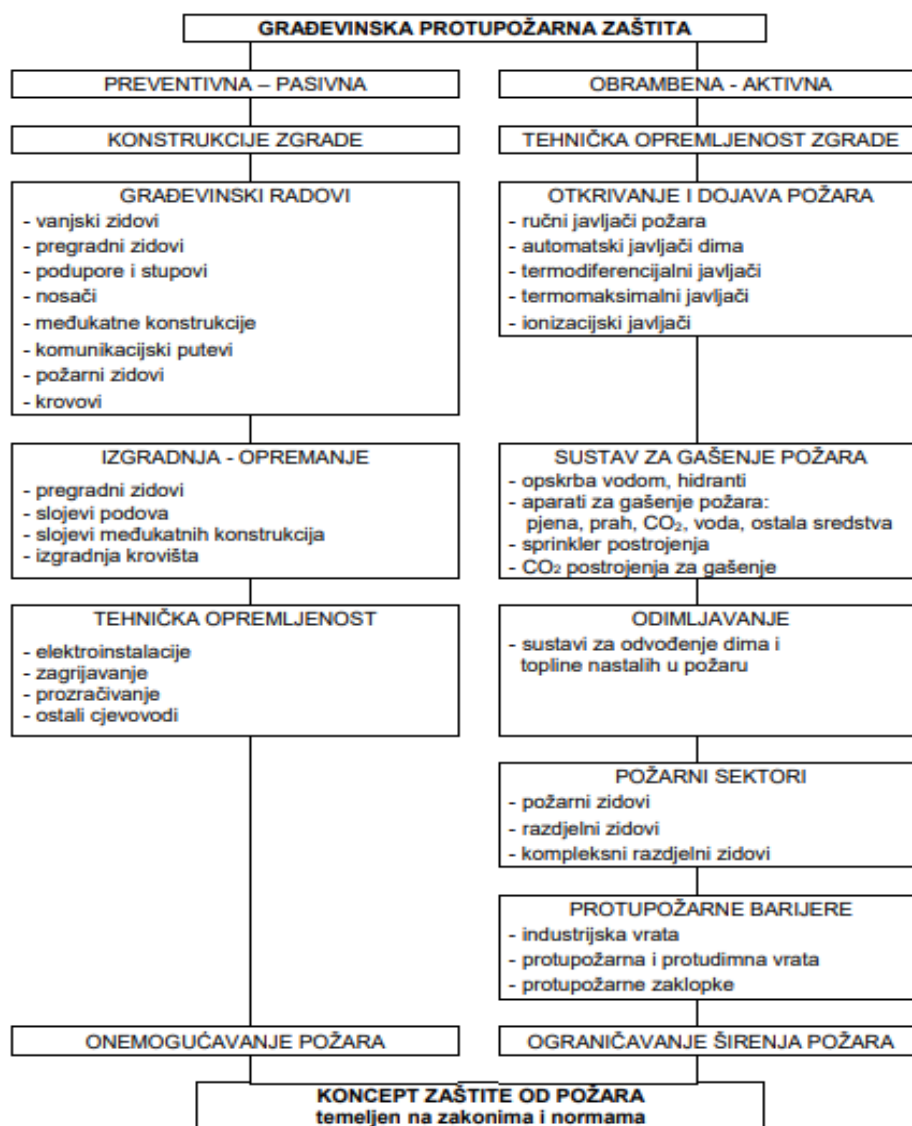 GRAĐEVINSKA PROTUPOŽARNA ZAŠTITA
PREVENTIVNA – PASIVNA
KONSTRUKCIJE ZGRADE
GRAĐEVINSKI RADOVI
- vanjski zidovi
- pregradni zidovi
- podupore i stupovi
- nosači
- međukatne konstrukcije
- komunikacijski putevi
- požarni zidovi
- krovovi
IZGRADNJA - OPREMANJE
- pregradni zidovi
- slojevi podova
- slojevi međukatnih konstrukcija
- izgradnja krovišta
TEHNIČKA OPREMLJENOST
- elektroinstalacije
- zagrijavanje
- prozračivanje
- ostali cjevovodi
ONEMOGUĆAVANJE POŽARA
OBRAMBENA - AKTIVNA
TEHNIČKA OPREMLJENOST ZGRADE
OTKRIVANJE I DOJAVA POŽARA
- ručni javljači požara
- automatski javljači dima
- termodiferencijalni javljači
- termomaksimalni javljači
- ionizacijski javljači
SUSTAV ZA GAŠENJE POŽARA
- opskrba vodom, hidranti
- aparati za gašenje požara:
pjena, prah, CO₂, voda, ostala sredstva
- sprinkler postrojenja
- CO₂ postrojenja za gašenje
ODIMLJAVANJE
- sustavi za odvođenje dima i
topline nastalih u požaru
POŽARNI SEKTORI
- požarni zidovi
- razdjelni zidovi
- kompleksni razdjelni zidovi
PROTUPOŽARNE BARIJERE
- industrijska vrata
- protupožarna i protudimna vrata
- protupožarne zaklopke
OGRANIČAVANJE ŠIRENJA POŽARA
KONCEPT ZAŠTITE OD POŽARA
temeljen na zakonima i normama